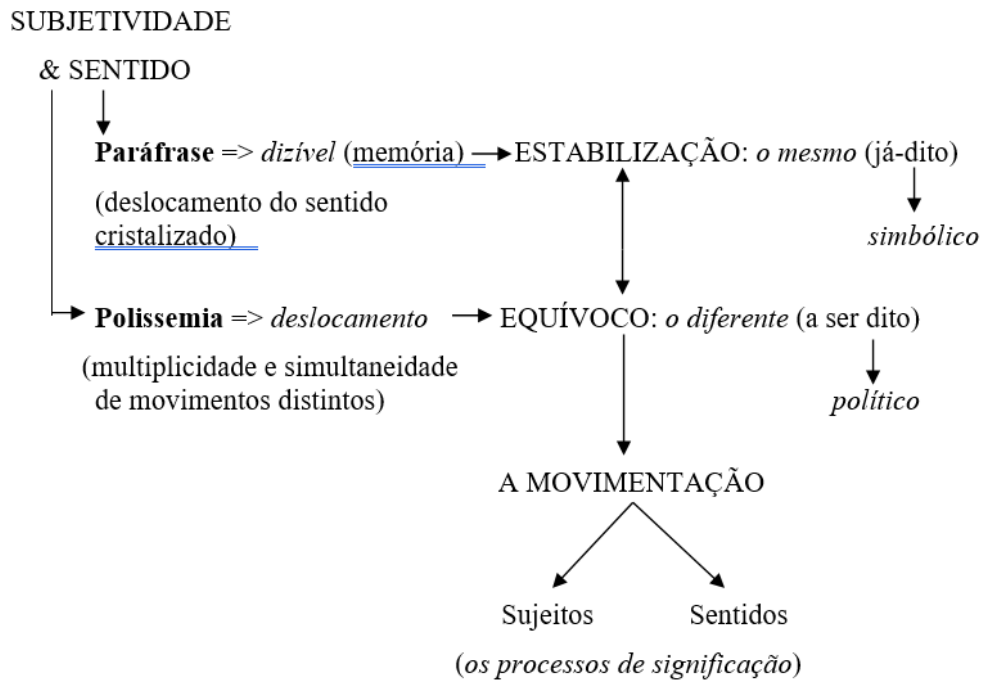 SUBJETIVIDADE
& SENTIDO
Paráfrase => dizível (memória) ESTABILIZAÇÃO: o mesmo (já-dito)
(deslocamento do sentido
cristalizado)
simbólico
Polissemia => deslocamento EQUÍVOCO: o diferente (a ser dito)
(multiplicidade e simultaneidade
de movimentos distintos)
político
A MOVIMENTAÇÃO
Sujeitos Sentidos
(os processos de significação)